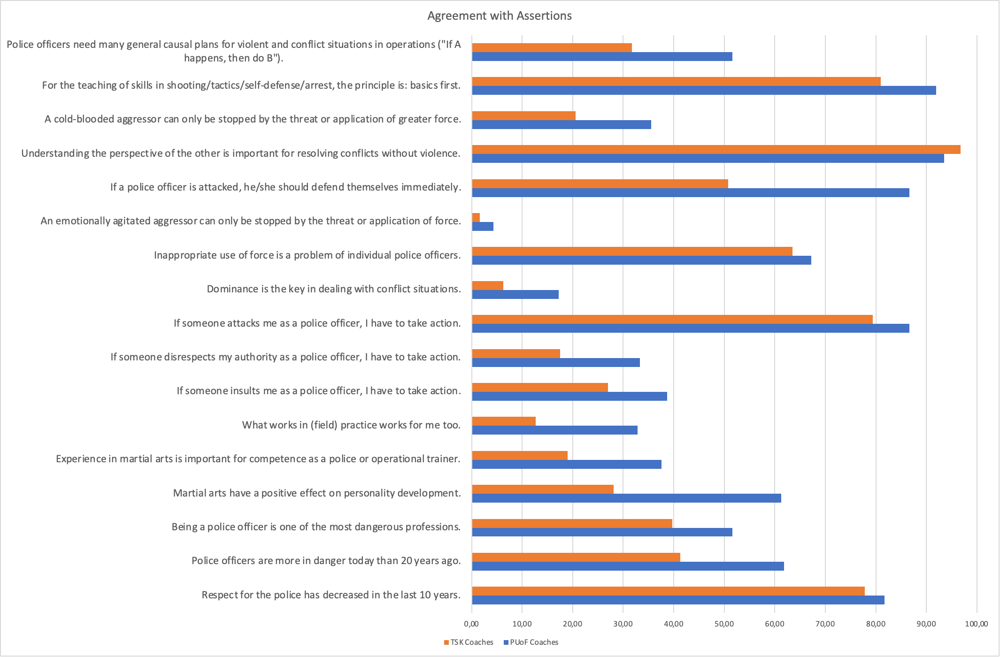 Agreement with Assertions
Police officers need many general causal plans for violent and conflict situations in operations ("If A
happens, then do B").
For the teaching of skills in shooting/tactics/self-defense/arrest, the principle is: basics first.
A cold-blooded aggressor can only be stopped by the threat or application of greater force.
Understanding the perspective of the other is important for resolving conflicts without violence.
If a police officer is attacked, he/she should defend themselves immediately.
An emotionally agitated aggressor can only be stopped by the threat or application of force.
Inappropriate use of force is a problem of individual police officers.
Dominance is the key in dealing with conflict situations.
If someone attacks me as a police officer, I have to take action.
If someone disrespects my authority as a police officer, I have to take action.
If someone insults me as a police officer, I have to take action.
What works in (field) practice works for me too.
Experience in martial arts is important for competence as a police or operational trainer.
Martial arts have a positive effect on personality development.
Being a police officer is one of the most dangerous professions.
Police officers are more in danger today than 20 years ago.
Respect for the police has decreased in the last 10 years.
0,00 10,00 20,00 30,00 40,00 50,00 60,00 70,00 80,00 90,00 100,00
TSK Coaches PUoF Coaches